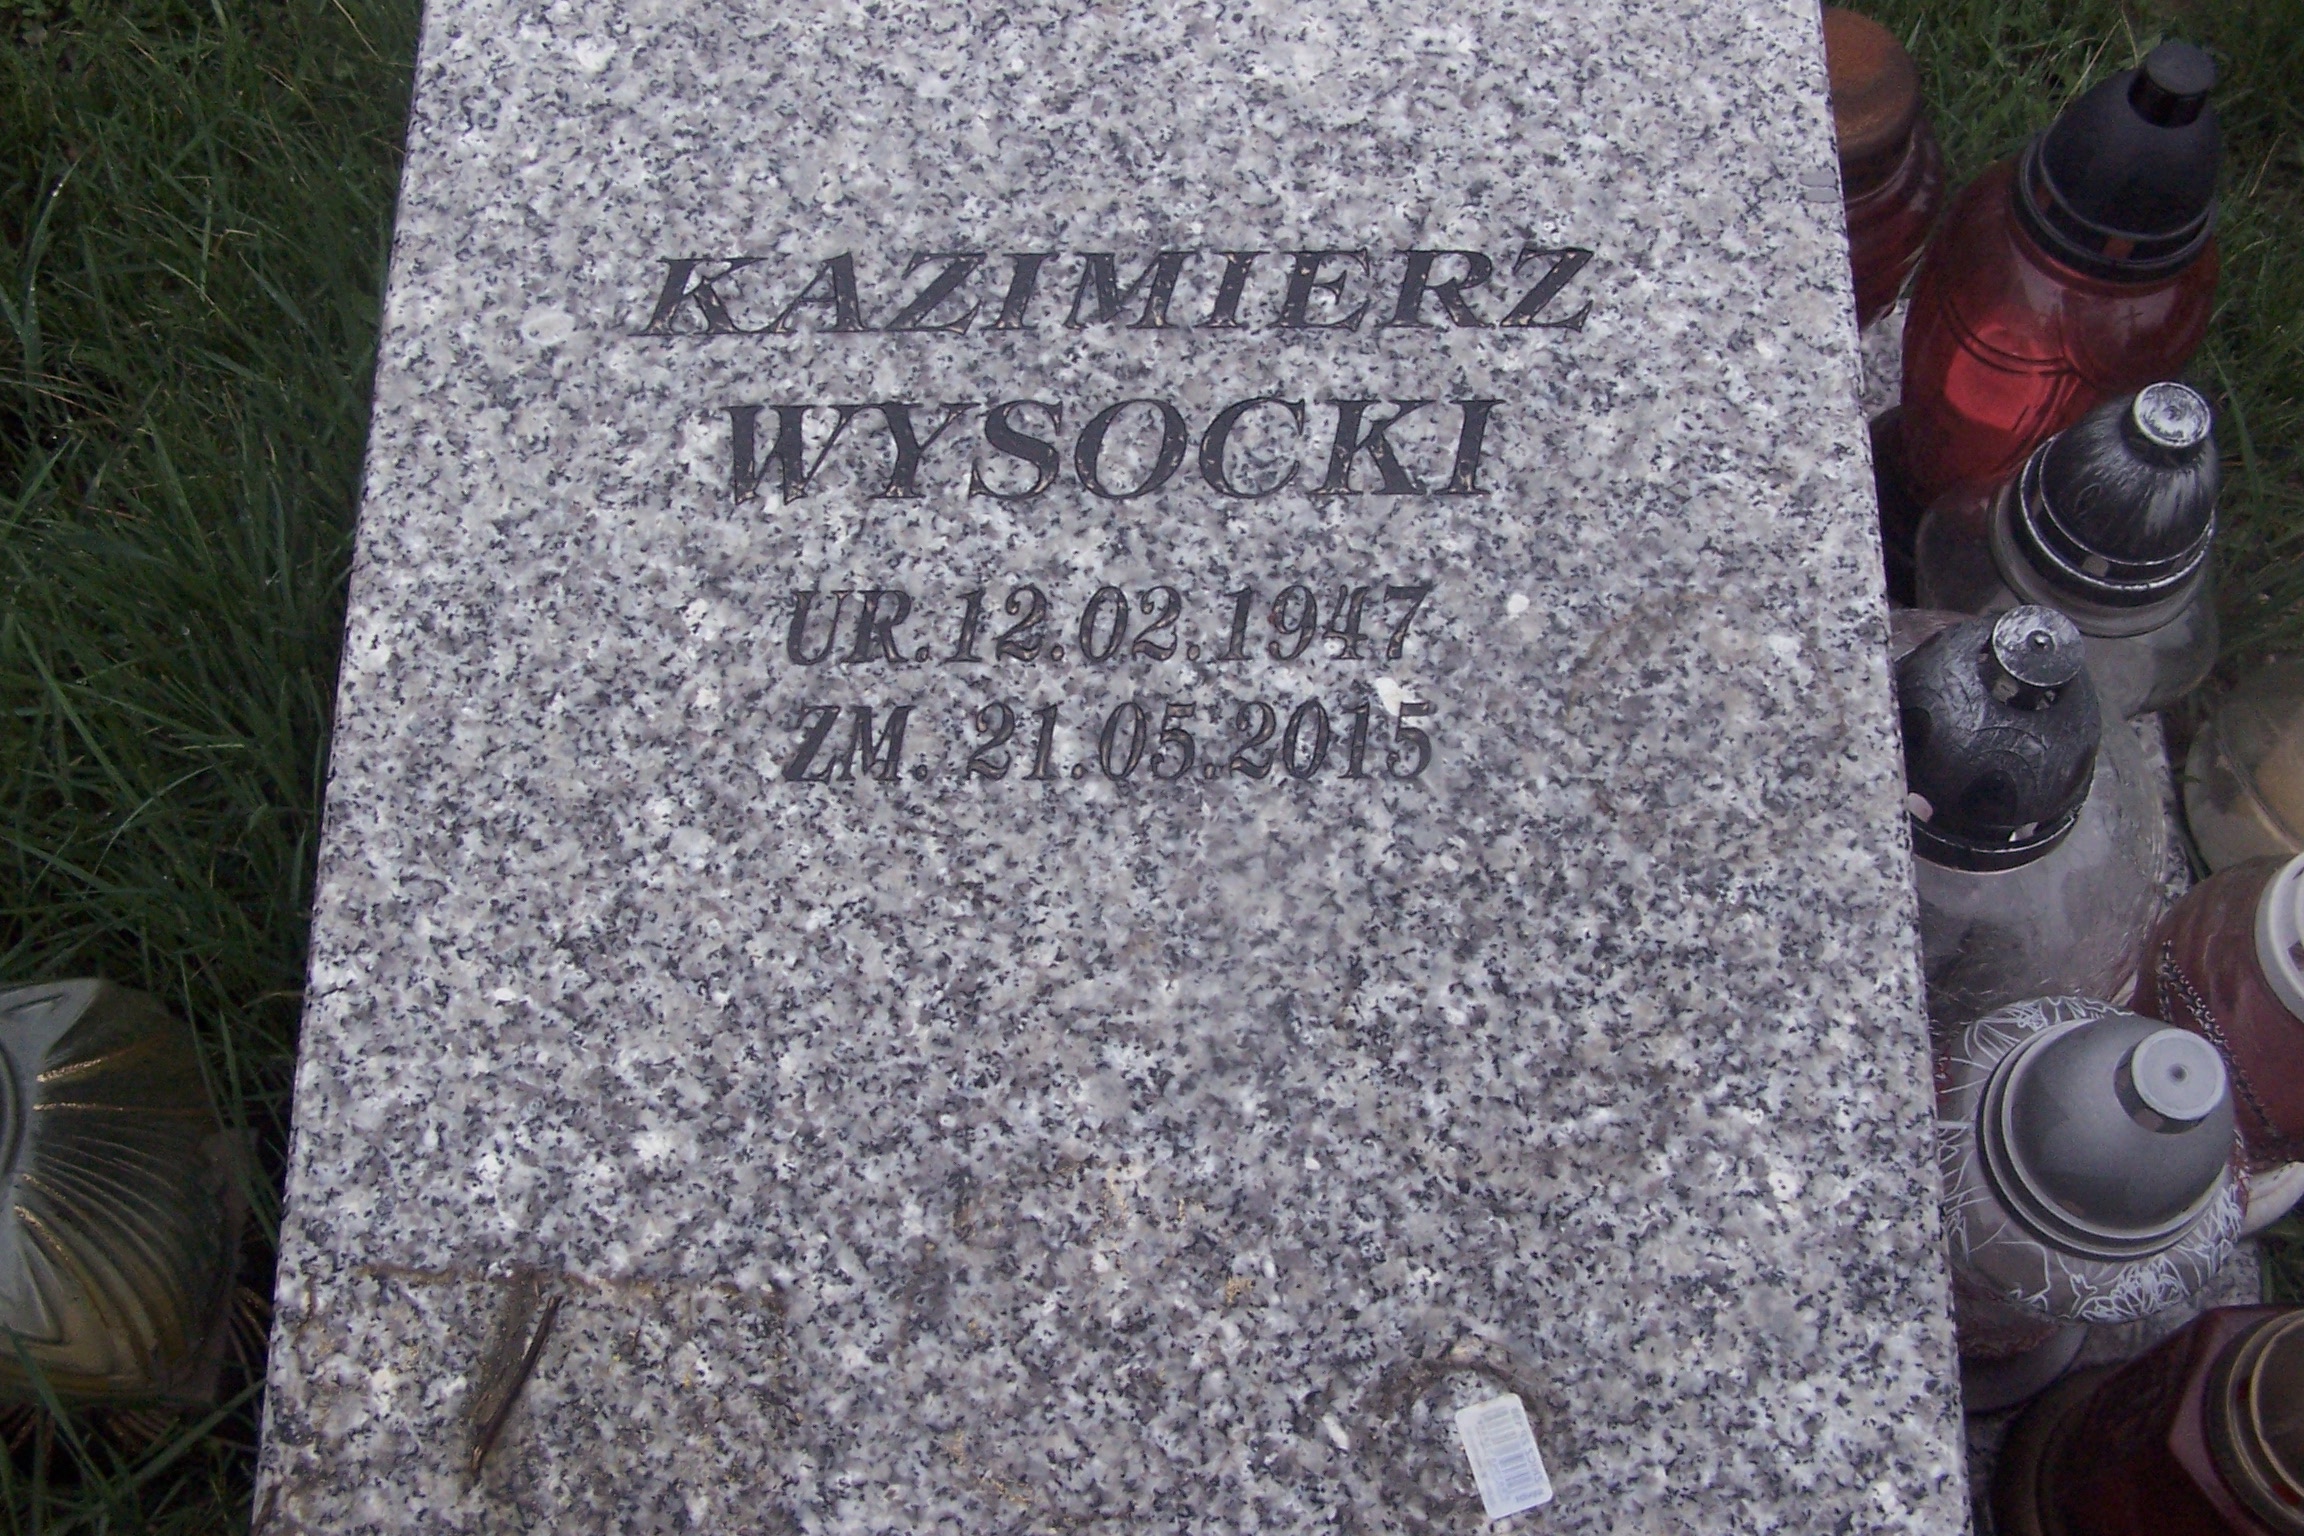 KAZIMIERZ
WYSOCKI
UR.12.02.1947
ZM. 21.05.2015